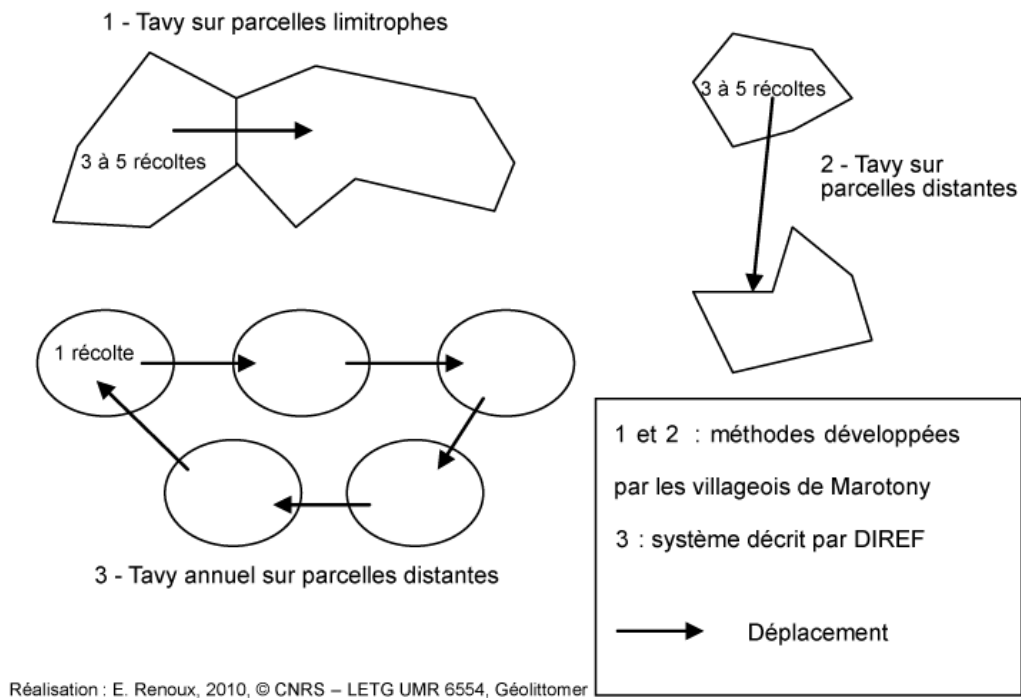 1 - Tavy sur parcelles limitrophes
3 à 5 récoltes
3 à 5 récoltes
2 - Tavy sur
parcelles distantes
1 récolte
3 - Tavy annuel sur parcelles distantes
1 et 2 : méthodes développées
par les villageois de Marotony
3 : système décrit par DIREF
Déplacement
Réalisation : E. Renoux, 2010, © CNRS – LETG UMR 6554, Géolittomer